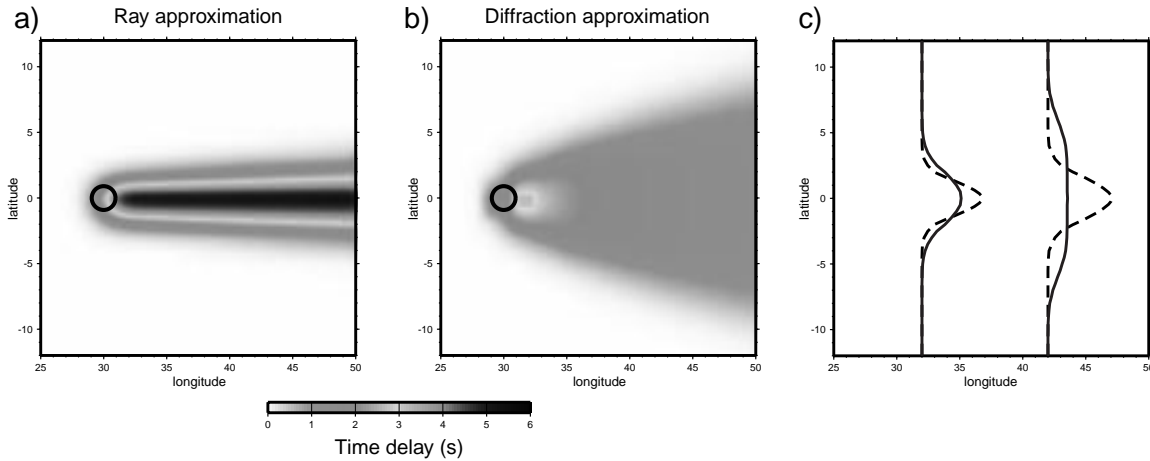 a) Ray approximation
10
5
0
-5
-10
latitude
25 30 35 40 45 50
longitude
b) Diffraction approximation
10
5
0
-5
-10
latitude
25 30 35 40 45 50
longitude
c)
10
5
0
-5
-10
25 30 35 40 45 50
longitude
0 1 2 3 4 5 6
Time delay (s)